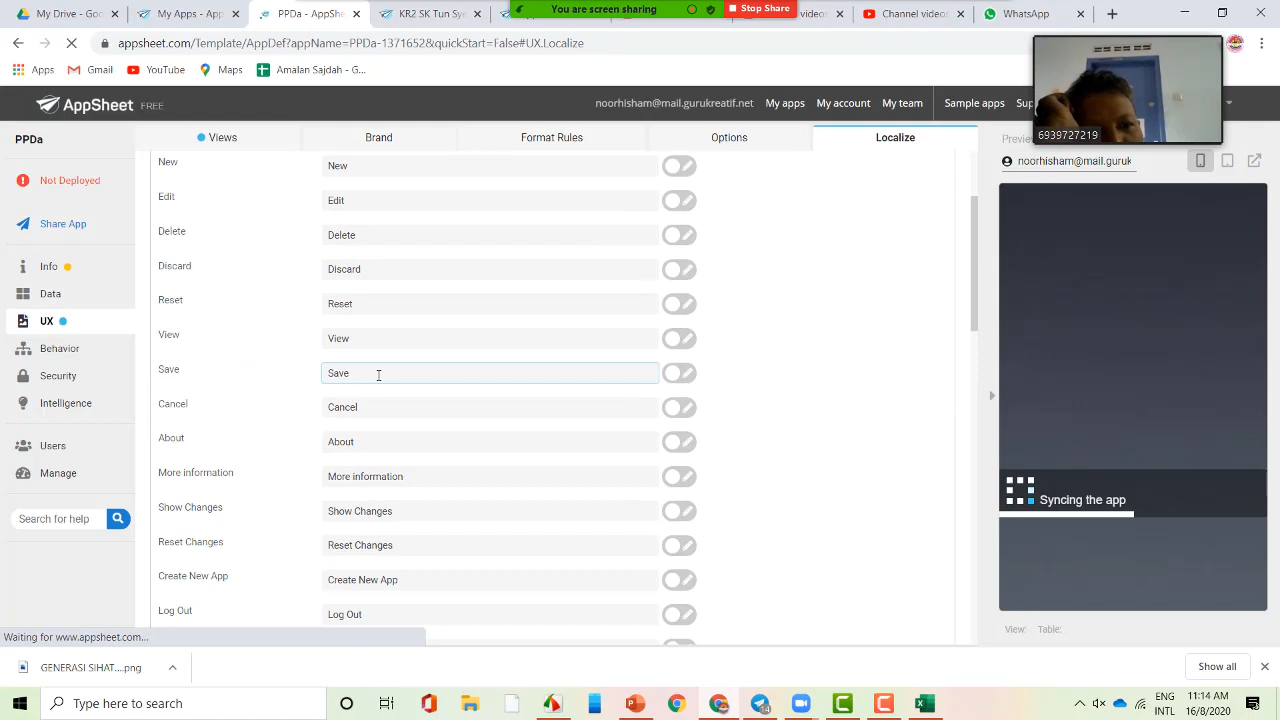 Apps - App
PPDa - AppSheet
KR2 SK Tun S
You are screen sharing
Stop Share
Channel videos
WhatsApp
appsheet.com/Template/AppDef?appName=PPDa-1371652&quickStart=False#UX.Localize
Apps
Gmail
YouTube
Maps
Amalan Sajdah - G...
AppSheet FREE
noorhisham@mail.gurukreatif.net
My apps
My account
My team
Sample apps
Sup
6939727219
PPDa
Views
Brand
Format Rules
Options
Localize
Not Deployed
Share App
Info
Data
UX
Behavior
Security
Intelligence
Users
Manage
Search for help
New New
Edit Edit
Delete Delete
Discard Discard
Reset Reset
View View
Save Save
Cancel Cancel
About About
More information More information
Show Changes Show Changes
Reset Changes Reset Changes
Create New App Create New App
Log Out Log Out
noorhisham@mail.guruk
Syncing the app
View: Table:
Waiting for www.appsheet.com...
GENERASI SIHAT....png
Show all
Type here to search
ENG
INTL
11:14 AM
16/8/2020